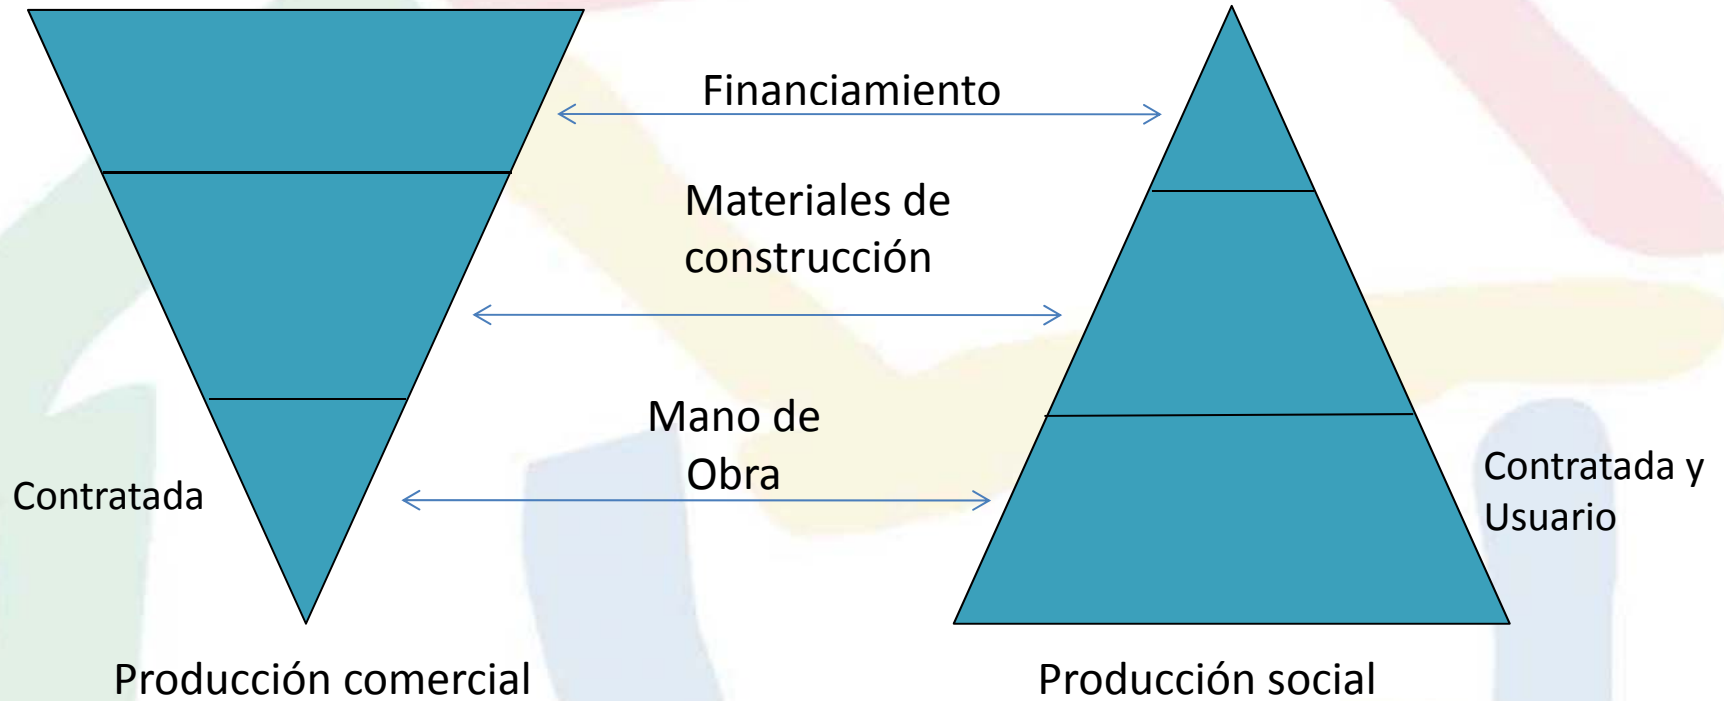 Financiamiento
Materiales de
construcción
Mano de
Obra
Contratada
Contratada y
Usuario
Producción comercial
Producción social